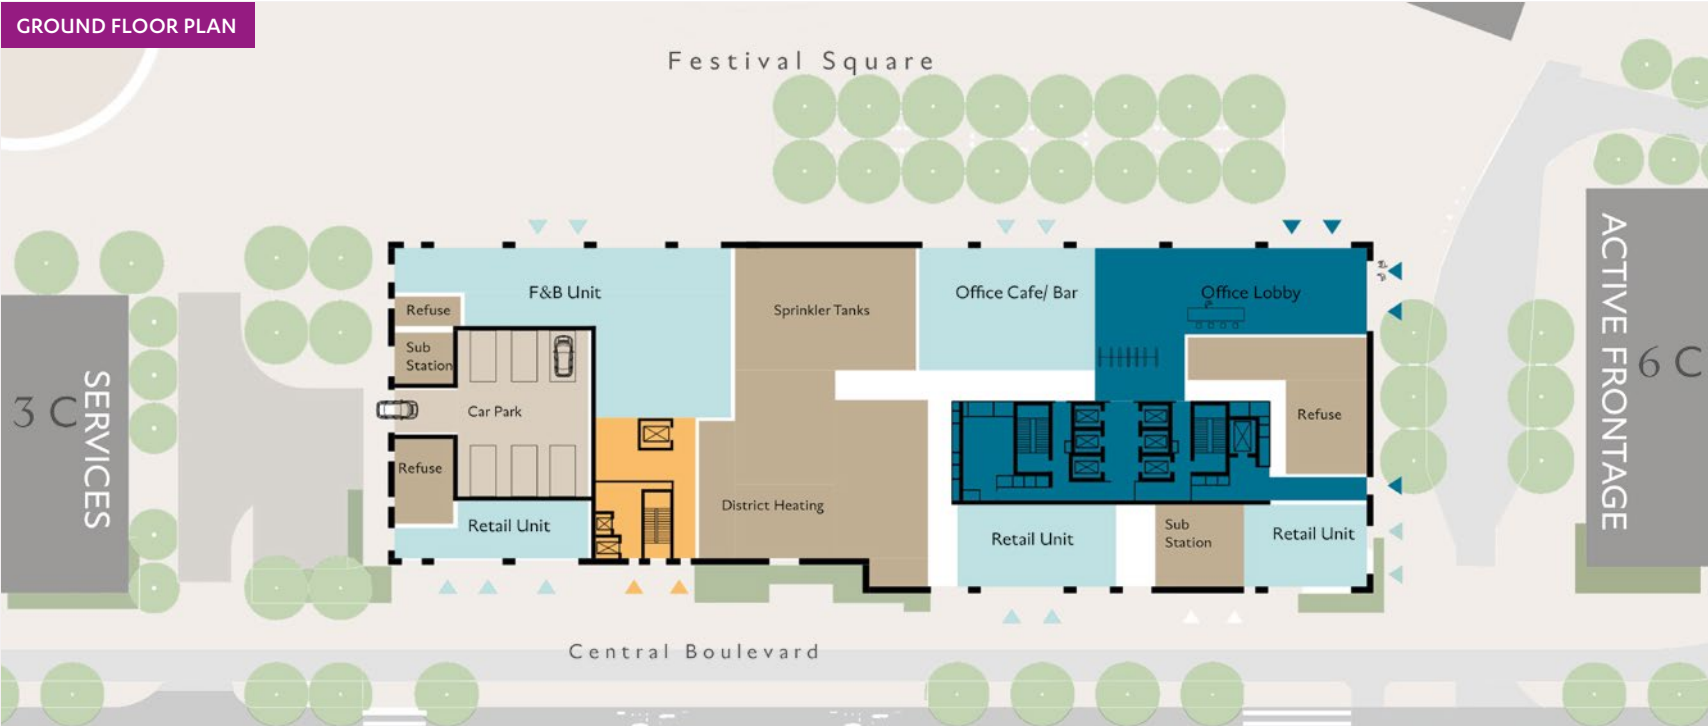 GROUND FLOOR PLAN
Festival Square
F&B Unit
Office Cafe/ Bar
Office Lobby
Refuse
Sprinkler Tanks
Sub
Station
Car Park
Refuse
Refuse
District Heating
Retail Unit
Retail Unit
Sub
Station
Retail Unit
3 C
SERVICES
ACTIVE FRONTAGE
6 C
Central Boulevard